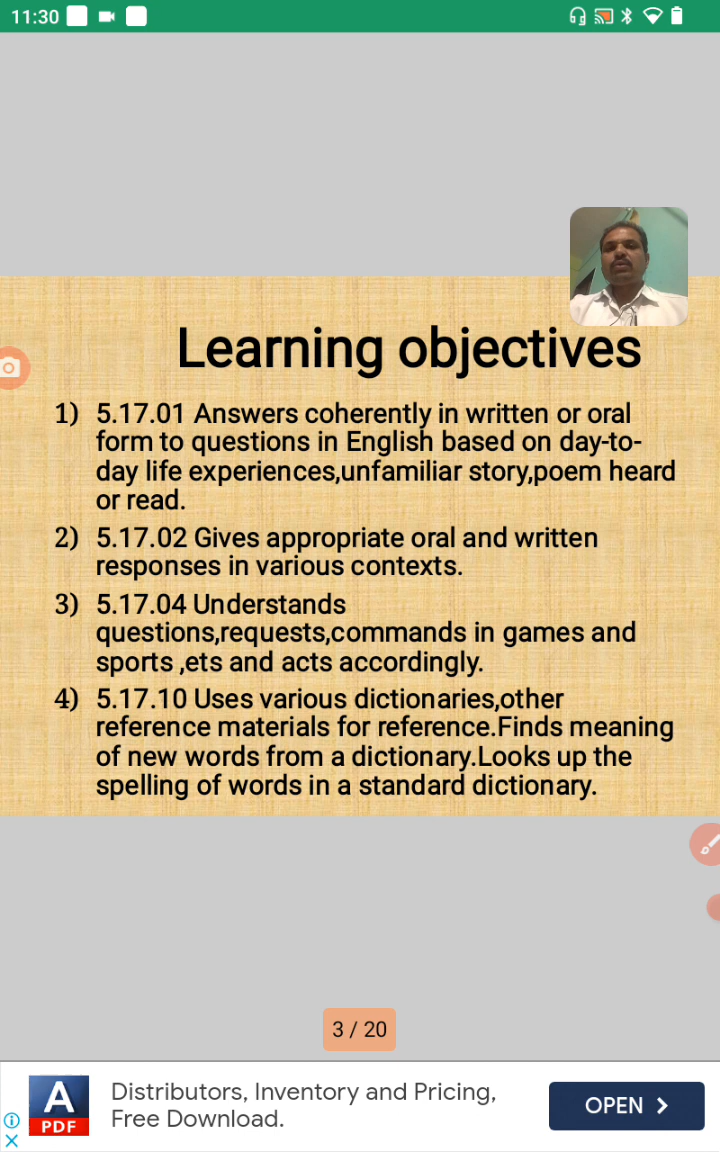 11:30
Learning objectives
1) 5.17.01 Answers coherently in written or oral
form to questions in English based on day-to-
day life experiences,unfamiliar story,poem heard
or read.
2) 5.17.02 Gives appropriate oral and written
responses in various contexts.
3) 5.17.04 Understands
questions,requests,commands in games and
sports ,ets and acts accordingly.
4) 5.17.10 Uses various dictionaries,other
reference materials for reference.Finds meaning
of new words from a dictionary.Looks up the
spelling of words in a standard dictionary.
3 / 20
A
PDF
Distributors, Inventory and Pricing,
Free Download.
OPEN